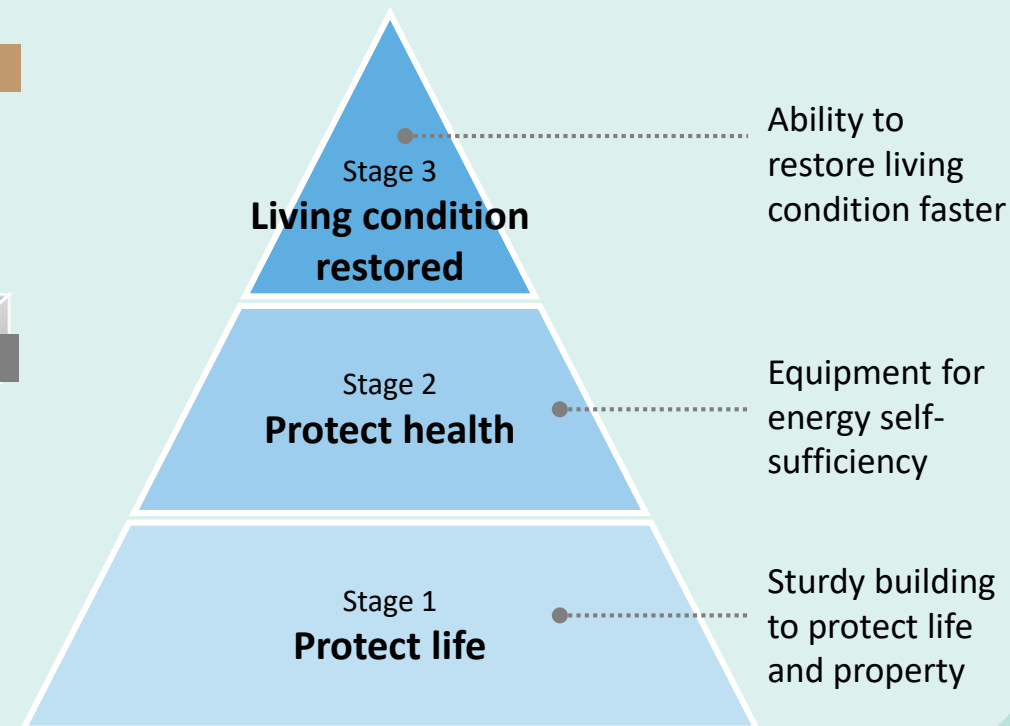 Stage 3
Living condition
restored
Ability to
restore living
condition faster
Stage 2
Protect health
Equipment for
energy self-
sufficiency
Stage 1
Protect life
Sturdy building
to protect life
and property